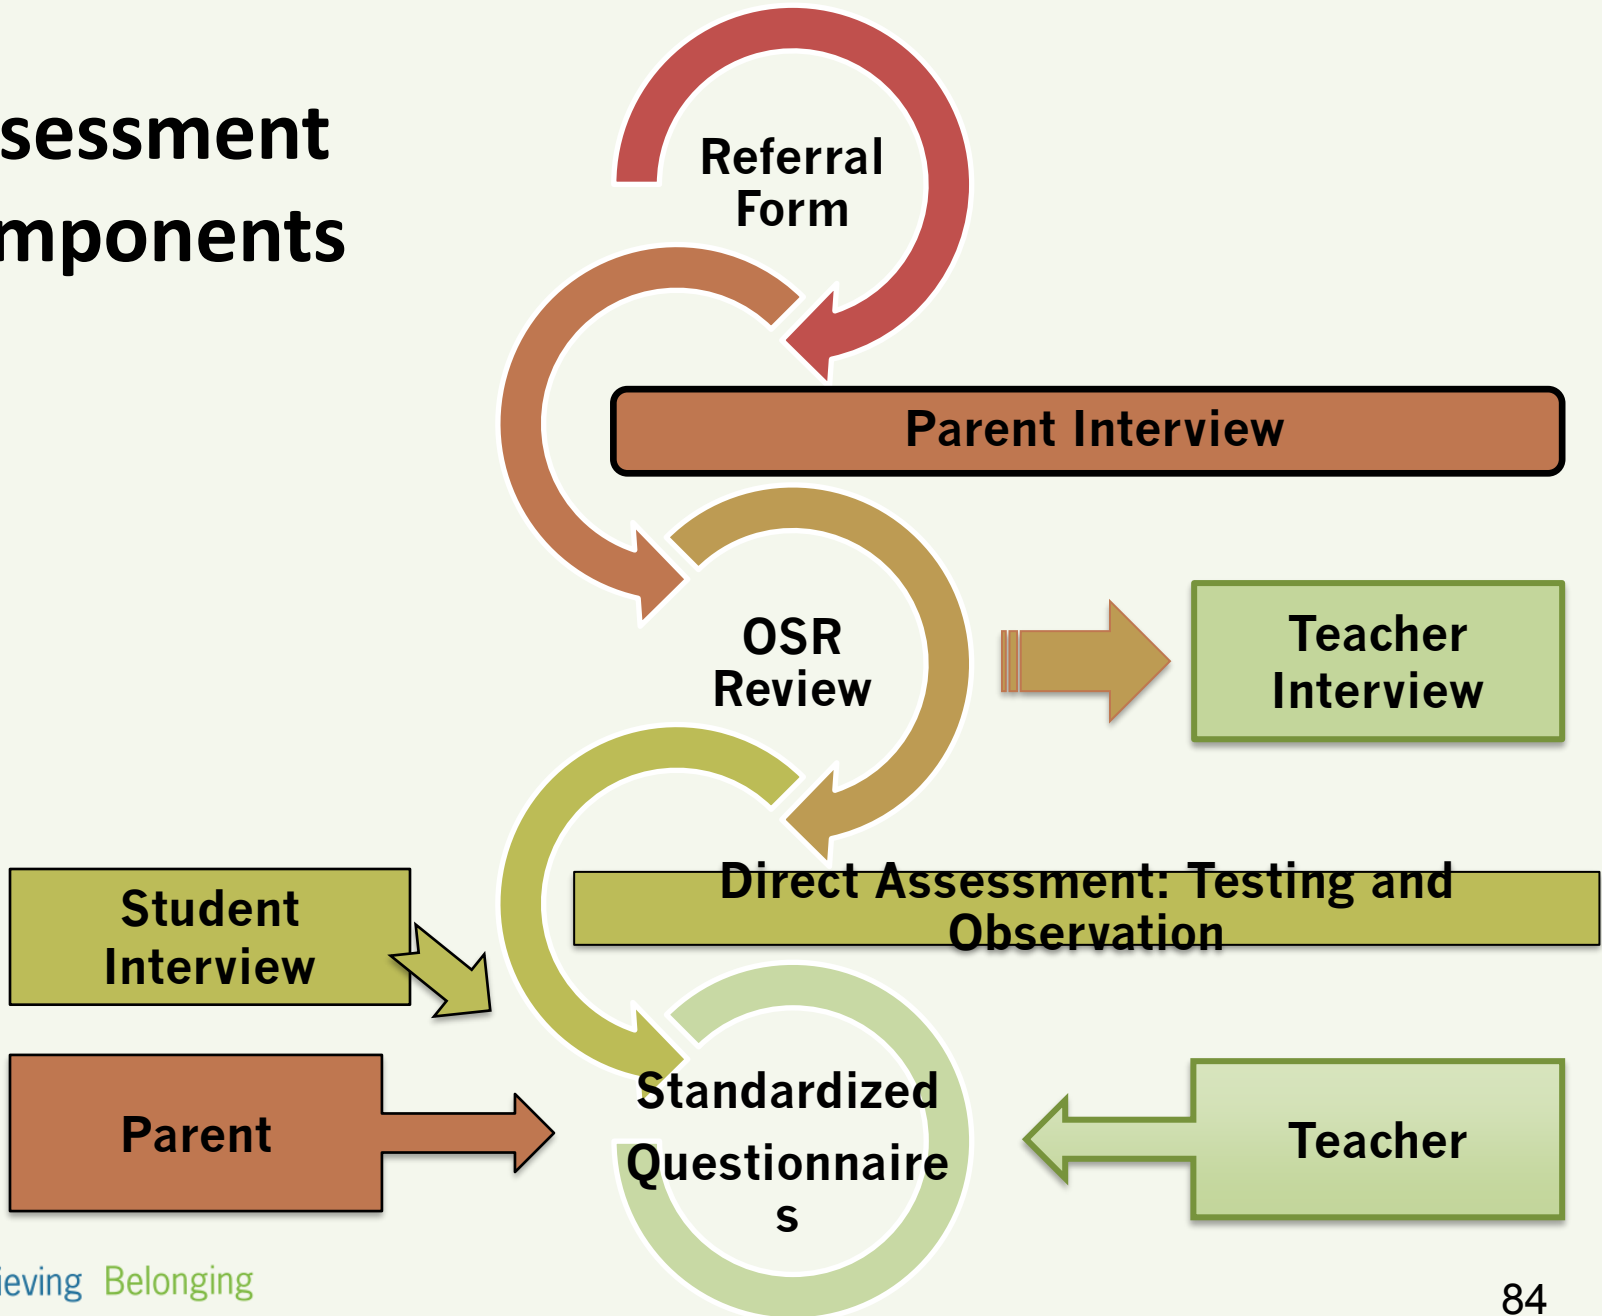 ssessment
mponents
Referral
Form
Parent Interview
OSR
Review
Teacher
Interview
Direct Assessment: Testing and
Observation
Student
Interview
Standardized
Questionnaire
s
Parent
Teacher
ieving Belonging
84